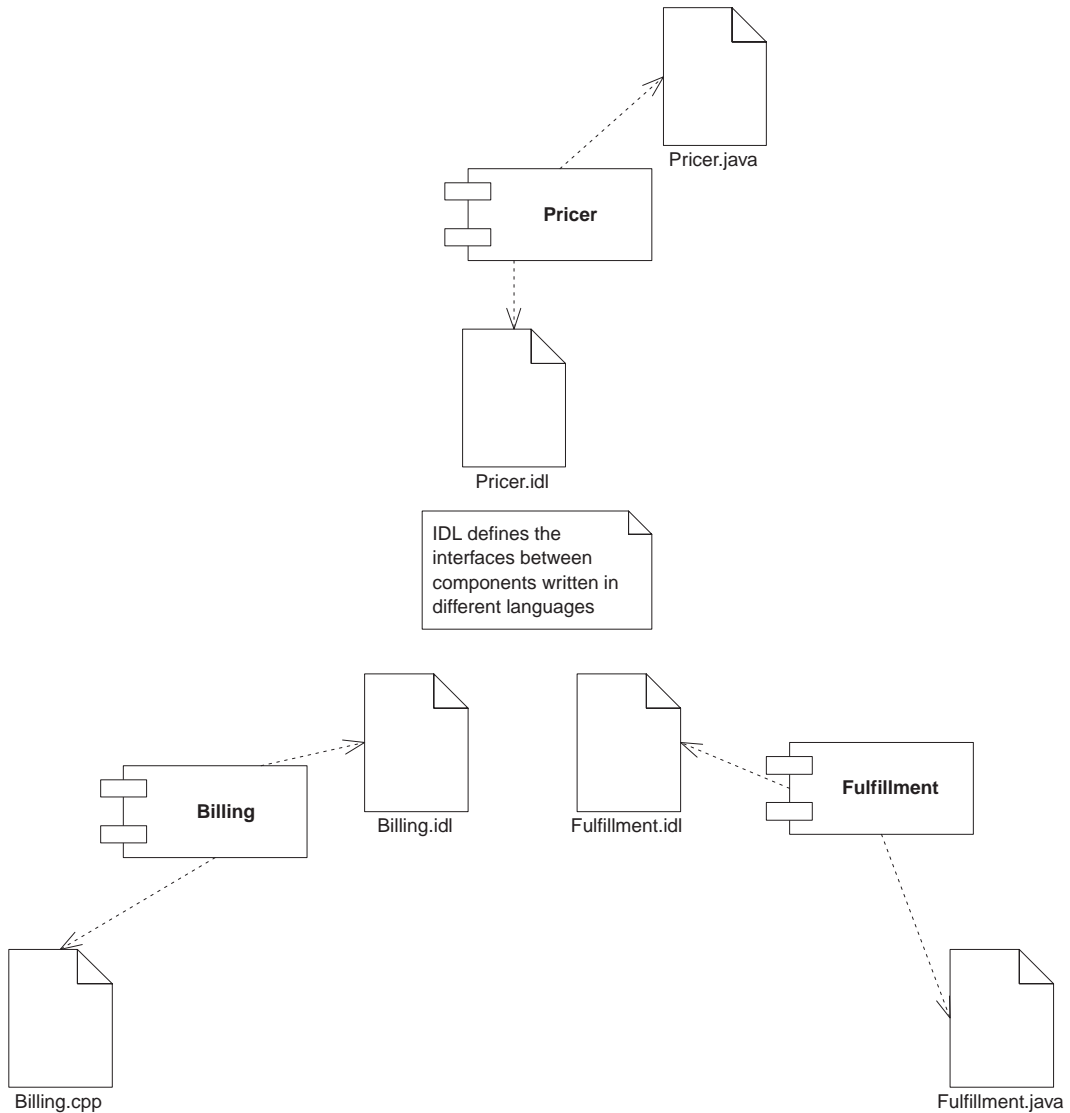 Pricer.java
Pricer
Pricer.idl
IDL defines the
interfaces between
components written in
different languages
Billing
Billing.idl
Fulfillment.idl
Fulfillment
Billing.cpp
Fulfillment.java